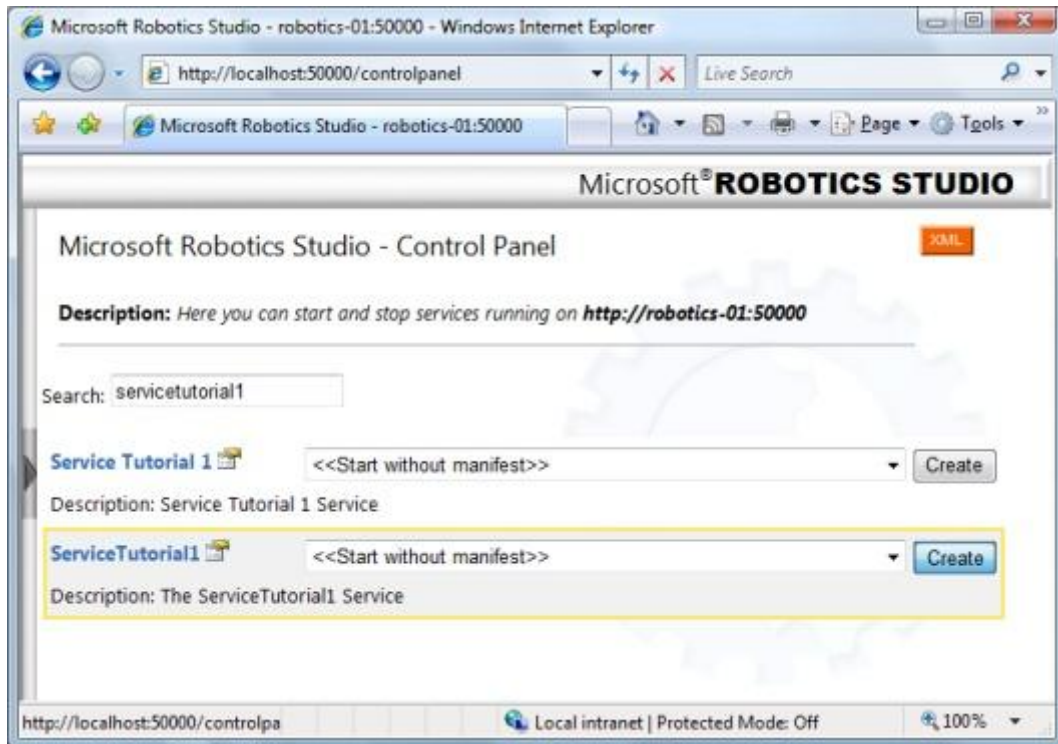 Microsoft Robotics Studio - robotics-01:50000 - Windows Internet Explorer
http://localhost:50000/controlpanel
Live Search
Microsoft Robotics Studio - robotics-01:50000
Page
Tools
Microsoft®ROBOTICS STUDIO
Microsoft Robotics Studio - Control Panel
XML
Description: Here you can start and stop services running on http://robotics-01:50000
Search: servicetutorial1
Service Tutorial 1 <<Start without manifest>> Create
Description: Service Tutorial 1 Service
ServiceTutorial1 <<Start without manifest>> Create
Description: The ServiceTutorial1 Service
http://localhost:50000/controlpa Local intranet | Protected Mode: Off 100%